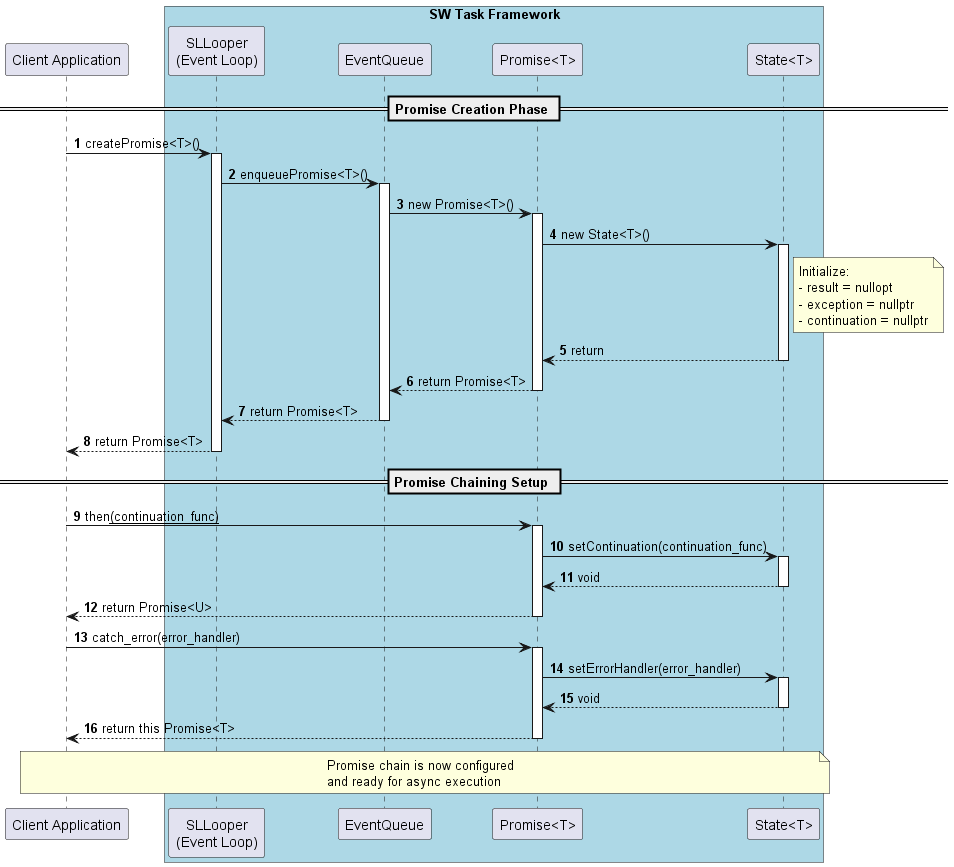 SW Task Framework
Client Application
SLLooper
(Event Loop)
EventQueue
Promise<T>
State<T>
Promise Creation Phase
1 createPromise<T>()
2 enqueuePromise<T>()
3 new Promise<T>()
4 new State<T>()
Initialize:
- result = nullopt
- exception = nullptr
- continuation = nullptr
5 return
6 return Promise<T>
7 return Promise<T>
8 return Promise<T>
Promise Chaining Setup
9 then(continuation_func)
10 setContinuation(continuation_func)
11 void
12 return Promise<U>
13 catch_error(error_handler)
14 setErrorHandler(error_handler)
15 void
16 return this Promise<T>
Promise chain is now configured
and ready for async execution
Client Application
SLLooper
(Event Loop)
EventQueue
Promise<T>
State<T>